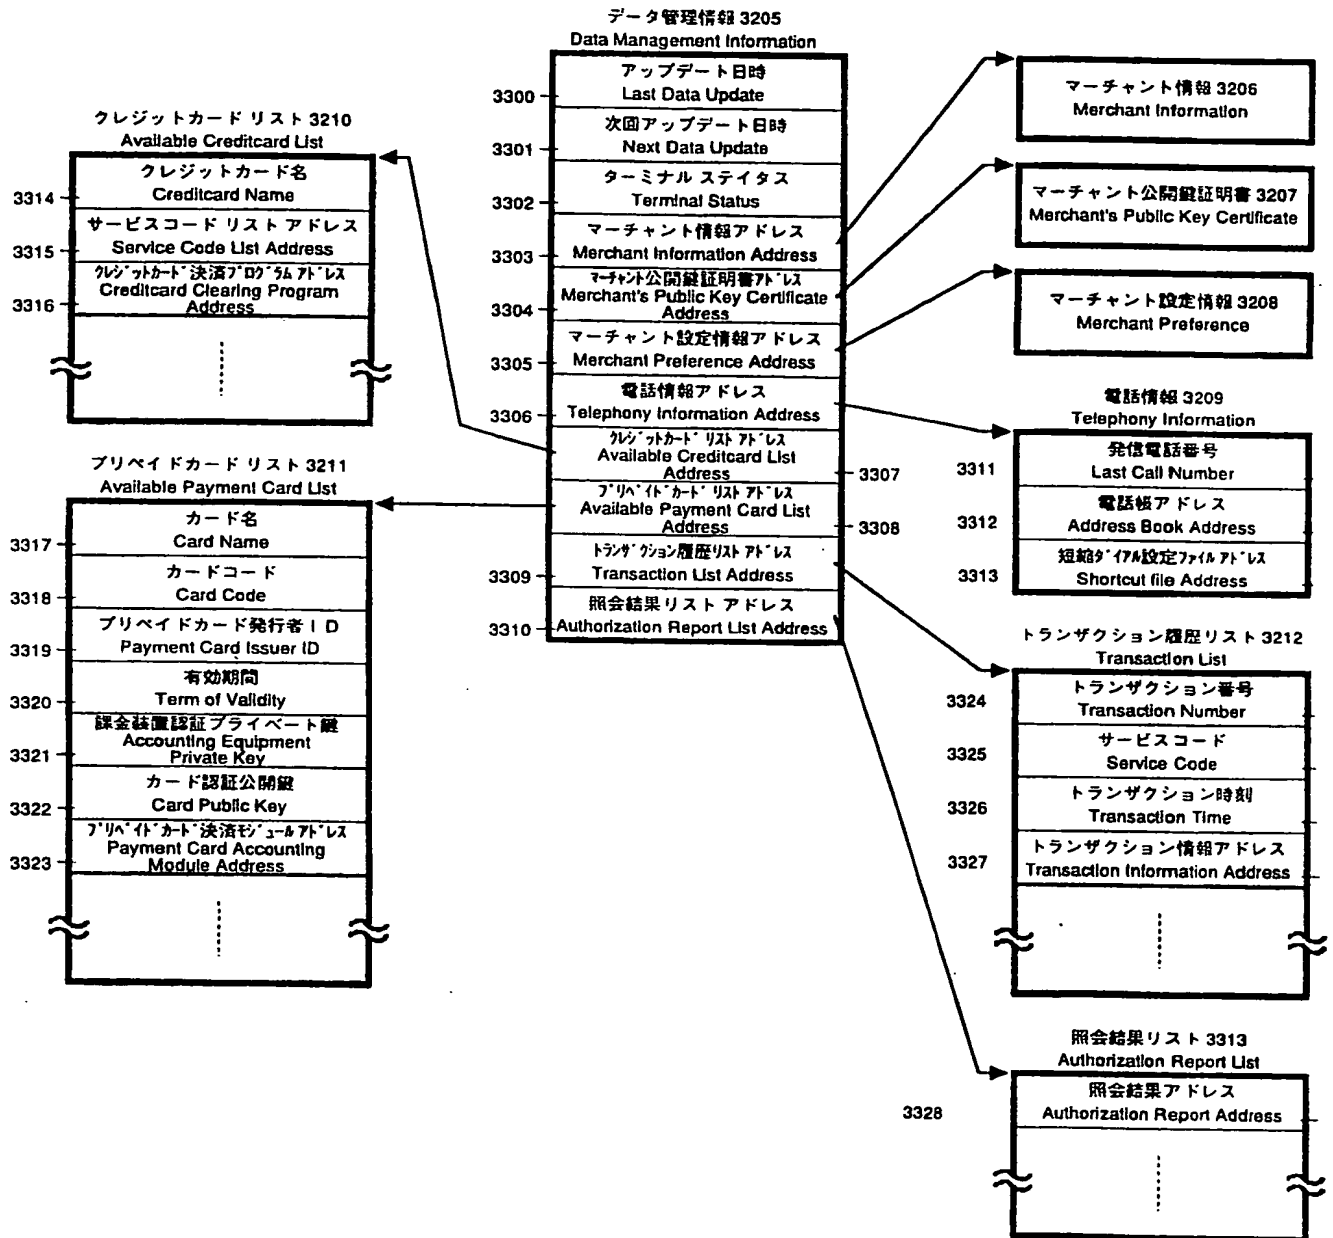 データ管理情報 3205
Data Management Information
アップデート日時
Last Data Update
3300
次回アップデート日時
Next Data Update
3301
ターミナル ステイタス
Terminal Status
3302
マーチャント情報アドレス
Merchant Information Address
3303
マーチャント公開鍵証明書アドレス
Merchant's Public Key Certificate
Address
3304
マーチャント設定情報アドレス
Merchant Preference Address
3305
電話情報アドレス
Telephony Information Address
3306
クレジットカード リスト アドレス
Available Creditcard List
Address
3307
プリペイドカード リスト アドレス
Available Payment Card List
Address
3308
トランザクション履歴リスト アドレス
Transaction List Address
3309
照会結果リスト アドレス
Authorization Report List Address
3310
クレジットカード リスト 3210
Available Creditcard List
クレジットカード名
Creditcard Name
3314
サービスコード リスト アドレス
Service Code List Address
3315
クレジットカード決済プログラム アドレス
Creditcard Clearing Program
Address
3316
プリペイドカード リスト 3211
Available Payment Card List
カード名
Card Name
3317
カードコード
Card Code
3318
プリペイドカード発行者ID
Payment Card Issuer ID
3319
有効期間
Term of Validity
3320
課金装置認証プライベート鍵
Accounting Equipment
Private Key
3321
カード認証公開鍵
Card Public Key
3322
プリペイドカード決済モジュール アドレス
Payment Card Accounting
Module Address
3323
マーチャント情報 3206
Merchant Information
マーチャント公開鍵証明書 3207
Merchant's Public Key Certificate
マーチャント設定情報 3208
Merchant Preference
電話情報 3209
Telephony Information
発信電話番号
Last Call Number
3311
電話帳アドレス
Address Book Address
3312
短縮ダイアル設定ファイル アドレス
Shortcut file Address
3313
トランザクション履歴リスト 3212
Transaction List
トランザクション番号
Transaction Number
3324
サービスコード
Service Code
3325
トランザクション時刻
Transaction Time
3326
トランザクション情報アドレス
Transaction Information Address
3327
照会結果リスト 3313
Authorization Report List
照会結果アドレス
Authorization Report Address
3328